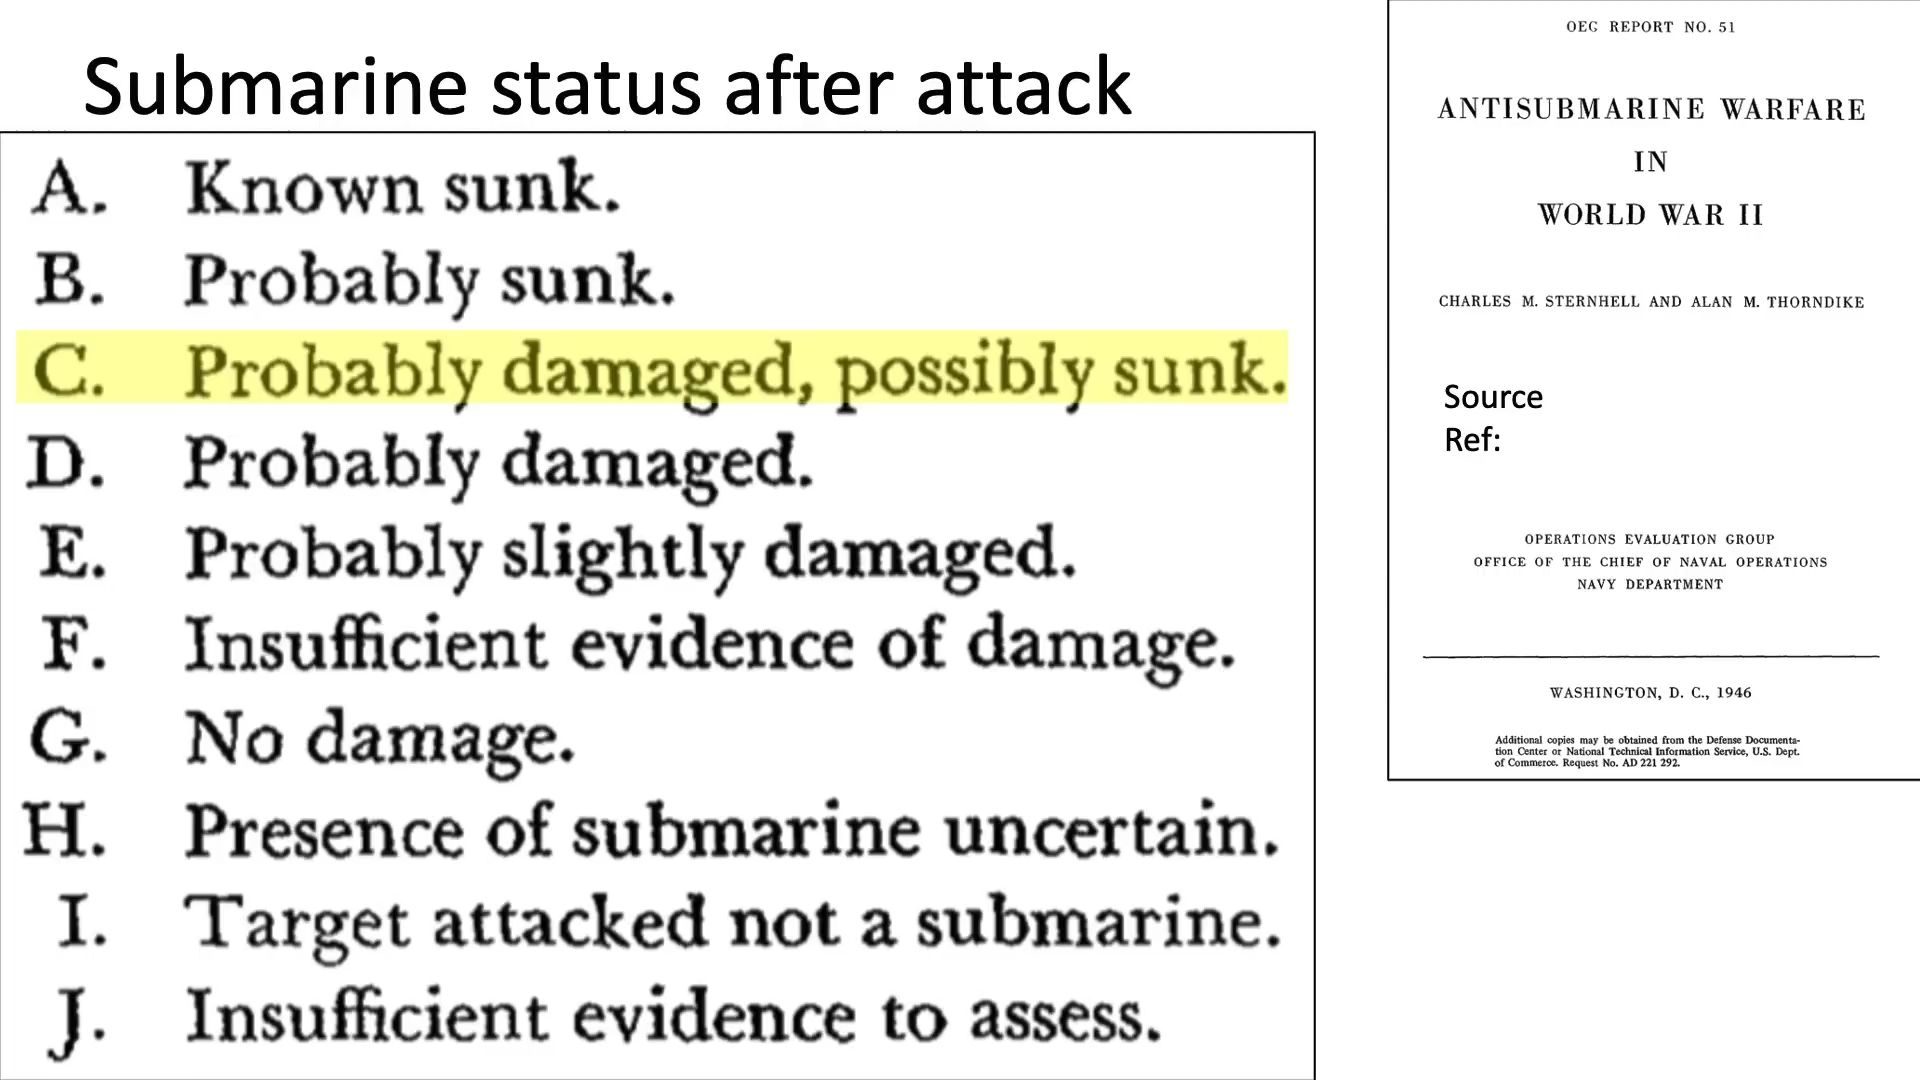 Submarine status after attack
A. Known sunk.
B. Probably sunk.
C. Probably damaged, possibly sunk.
D. Probably damaged.
E. Probably slightly damaged.
F. Insufficient evidence of damage.
G. No damage.
H. Presence of submarine uncertain.
I. Target attacked not a submarine.
J. Insufficient evidence to assess.
OEG REPORT NO. 51
ANTISUBMARINE WARFARE
IN
WORLD WAR II
CHARLES M. STERNHELL AND ALAN M. THORNDIKE
Source
Ref:
OPERATIONS EVALUATION GROUP
OFFICE OF THE CHIEF OF NAVAL OPERATIONS
NAVY DEPARTMENT
WASHINGTON, D. C., 1946
Additional copies may be obtained from the Defense Documenta-
tion Center or National Technical Information Service, U.S. Dept.
of Commerce. Request No. AD 221 292.